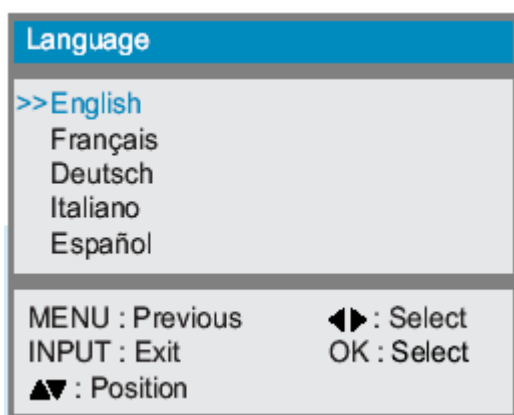 Language
>>English
Français
Deutsch
Italiano
Español
MENU : Previous ◀▶ : Select
INPUT : Exit OK : Select
▲▼ : Position